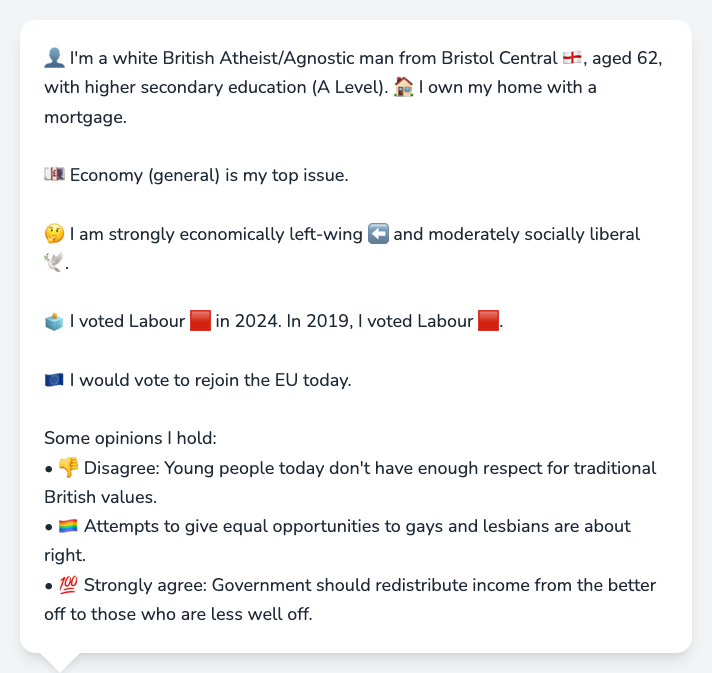 👤 I'm a white British Atheist/Agnostic man from Bristol Central 🏴󠁧󠁢󠁥󠁮󠁧󠁿, aged 62,
with higher secondary education (A Level). 🏠 I own my home with a
mortgage.
💷 Economy (general) is my top issue.
🤔 I am strongly economically left-wing ⬅️ and moderately socially liberal
🕊️.
🗳️ I voted Labour 🟥 in 2024. In 2019, I voted Labour 🟥.
🇪🇺 I would vote to rejoin the EU today.
Some opinions I hold:
• 👎 Disagree: Young people today don't have enough respect for traditional
British values.
• 🏳️‍🌈 Attempts to give equal opportunities to gays and lesbians are about
right.
• 💯 Strongly agree: Government should redistribute income from the better
off to those who are less well off.